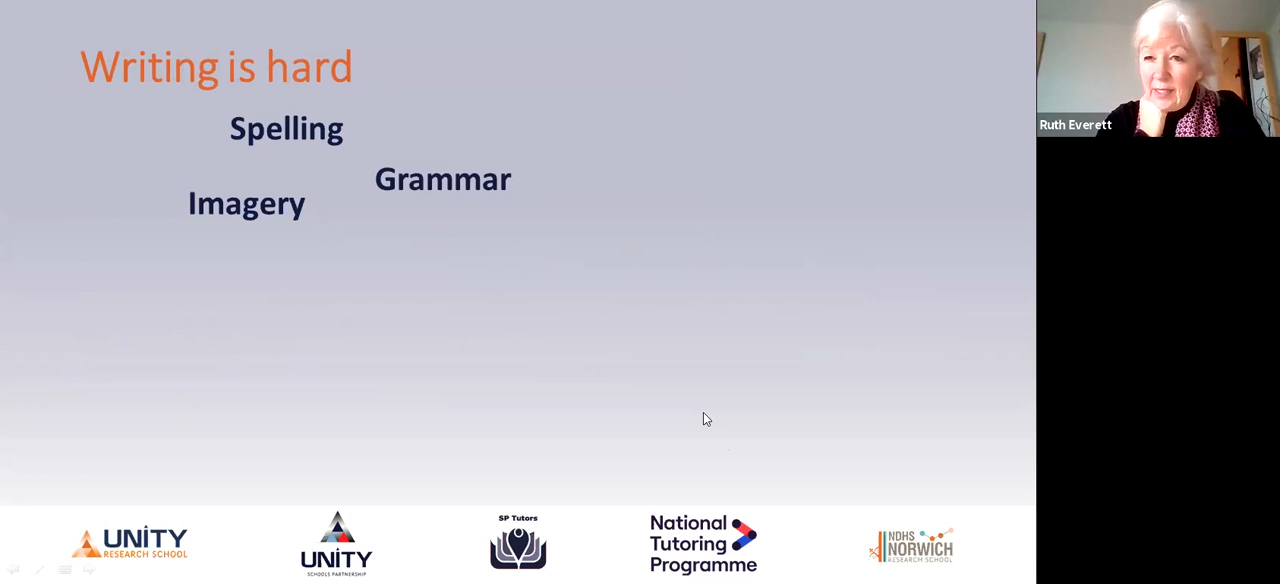 Writing is hard
Spelling
Grammar
Imagery
Ruth Everett
UNITY
RESEARCH SCHOOL
UNITY
SCHOOLS PARTNERSHIP
SP Tutors
National
Tutoring
Programme
NDHS
NORWICH
RESEARCH SCHOOL